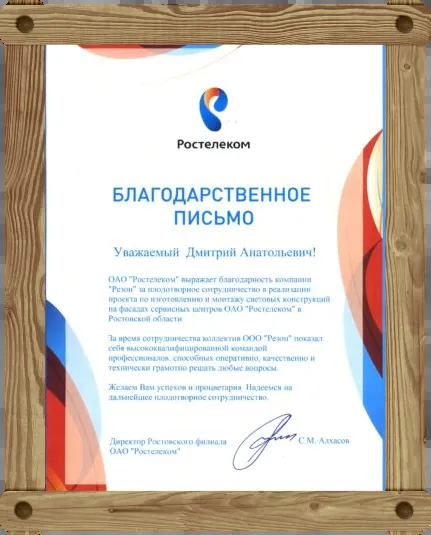 Ростелеком
БЛАГОДАРСТВЕННОЕ
ПИСЬМО
Уважаемый Дмитрий Анатольевич!
ОАО "Ростелеком" выражает благодарность компании
"Резон" за плодотворное сотрудничество в реализации
проекта по изготовлению и монтажу световых конструкций
на фасадах сервисных центров ОАО "Ростелеком" в
Ростовской области
За время сотрудничества коллектив ООО "Резон" показал
себя высококвалифицированной командой
профессионалов, способных оперативно, качественно и
технически грамотно решать любые вопросы.
Желаем Вам успехов и процветания Надеемся на
дальнейшее плодотворное сотрудничество.
Директор Ростовского филиала
ОАО "Ростелеком"
С.М. Алхасов